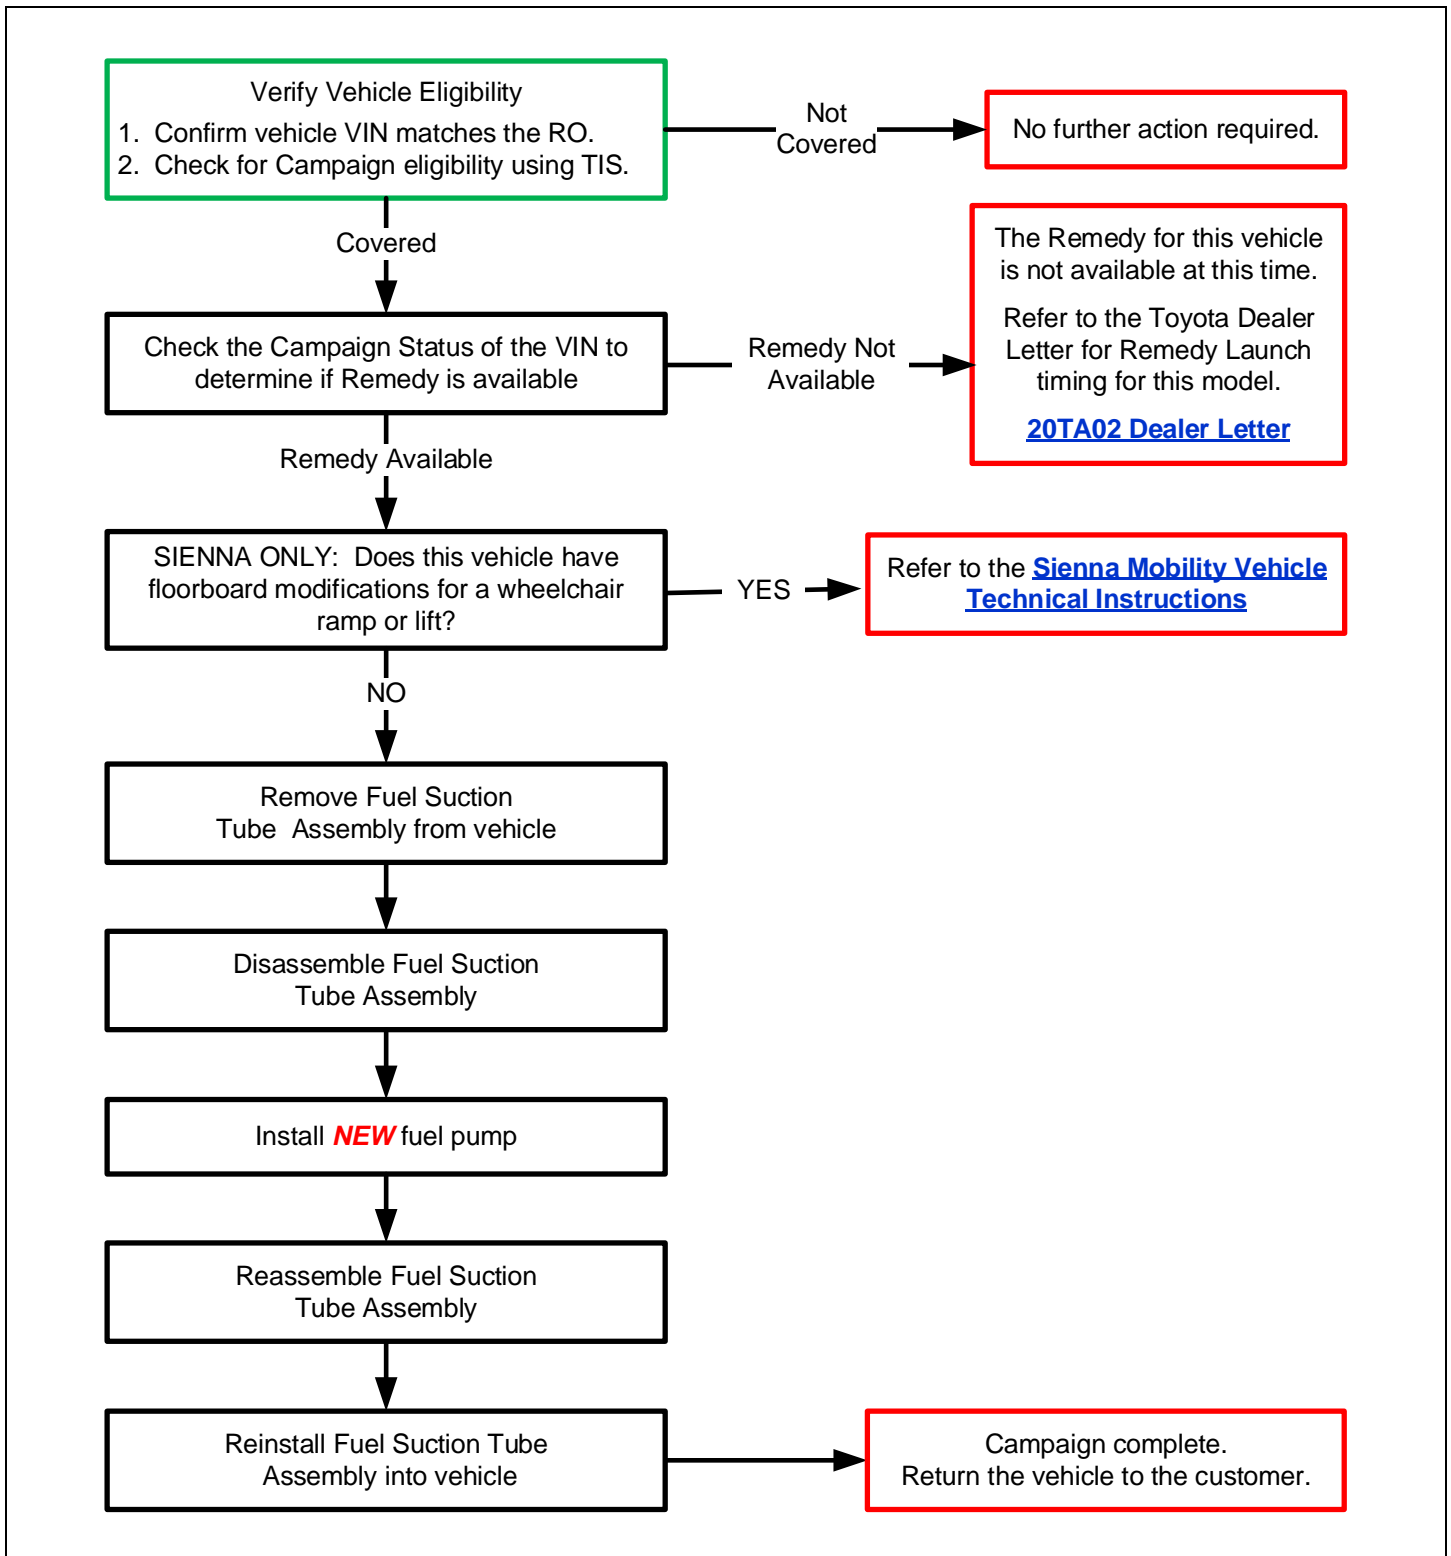 Verify Vehicle Eligibility
1. Confirm vehicle VIN matches the RO.
2. Check for Campaign eligibility using TIS.
Not
Covered
No further action required.
Covered
The Remedy for this vehicle
is not available at this time.
Refer to the Toyota Dealer
Letter for Remedy Launch
timing for this model.
20TA02 Dealer Letter
Check the Campaign Status of the VIN to
determine if Remedy is available
Remedy Not
Available
Remedy Available
SIENNA ONLY: Does this vehicle have
floorboard modifications for a wheelchair
ramp or lift?
YES
Refer to the Sienna Mobility Vehicle
Technical Instructions
NO
Remove Fuel Suction
Tube Assembly from vehicle
Disassemble Fuel Suction
Tube Assembly
Install NEW fuel pump
Reassemble Fuel Suction
Tube Assembly
Reinstall Fuel Suction Tube
Assembly into vehicle
Campaign complete.
Return the vehicle to the customer.